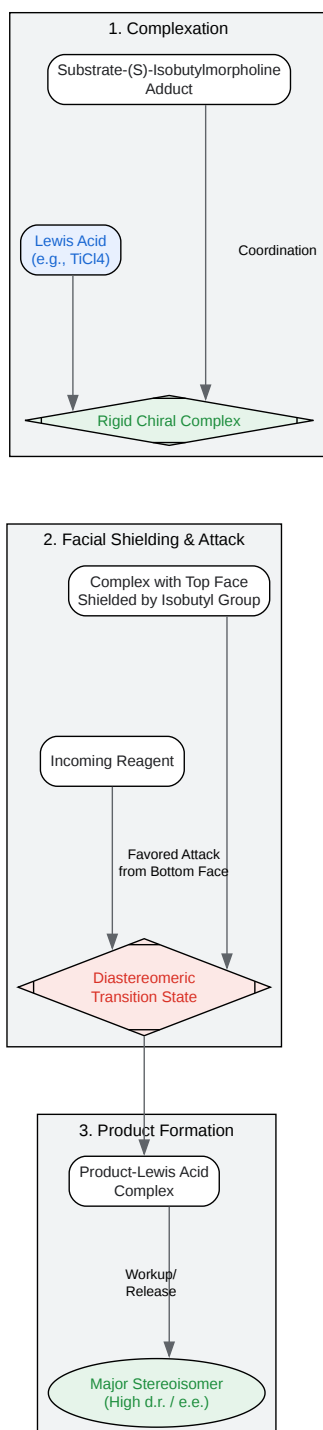 1. Complexation
Substrate-(S)-Isobutylmorpholine
Adduct
Lewis Acid
(e.g., TiCl4)
Coordination
Rigid Chiral Complex
2. Facial Shielding & Attack
Complex with Top Face
Shielded by Isobutyl Group
Incoming Reagent
Favored Attack
from Bottom Face
Diastereomeric
Transition State
3. Product Formation
Product-Lewis Acid
Complex
Workup/
Release
Major Stereoisomer
(High d.r. / e.e.)